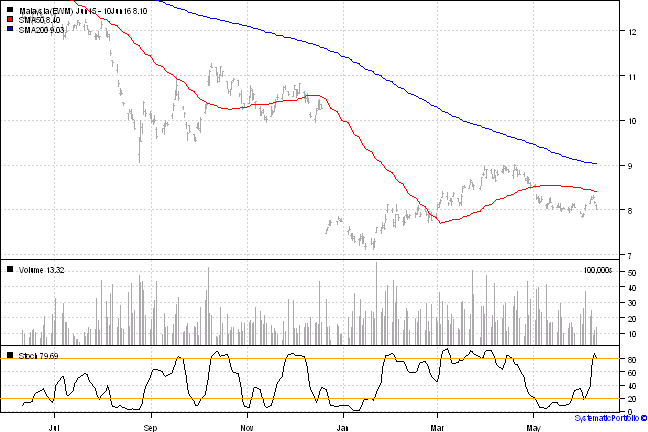 Malaysia(EWM) Jun15 - 10Jun16 8.10
SMA50 8.40
SMA200 9.03
12
11
10
9
8
7
Volume 13.32
100,000s
50
40
30
20
10
Stoch 79.69
80
60
40
20
0
Jul
Sep
Nov
Jan
Mar
May
SystematicPortfolio ©